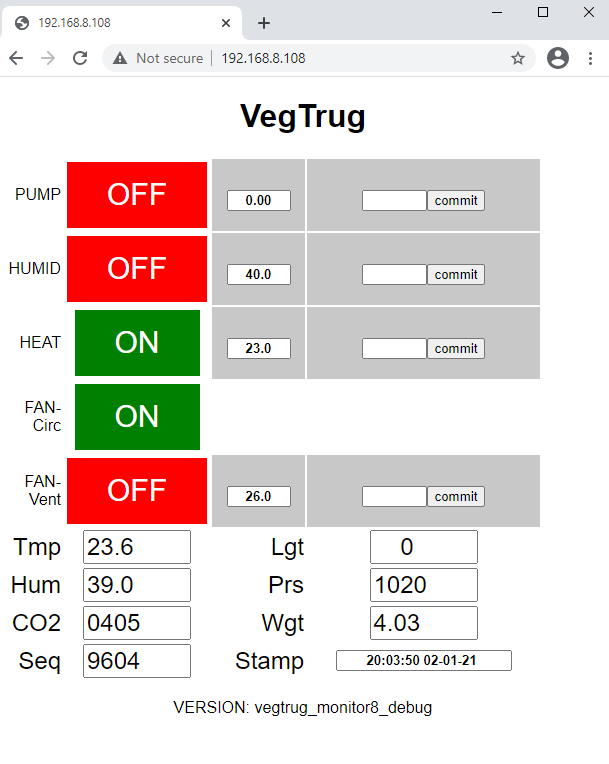 192.168.8.108
Not secure | 192.168.8.108
VegTrug
PUMP OFF 0.00 commit
HUMID OFF 40.0 commit
HEAT ON 23.0 commit
FAN-
Circ ON
FAN-
Vent OFF 26.0 commit
Tmp 23.6 Lgt 0
Hum 39.0 Prs 1020
CO2 0405 Wgt 4.03
Seq 9604 Stamp 20:03:50 02-01-21
VERSION: vegtrug_monitor8_debug